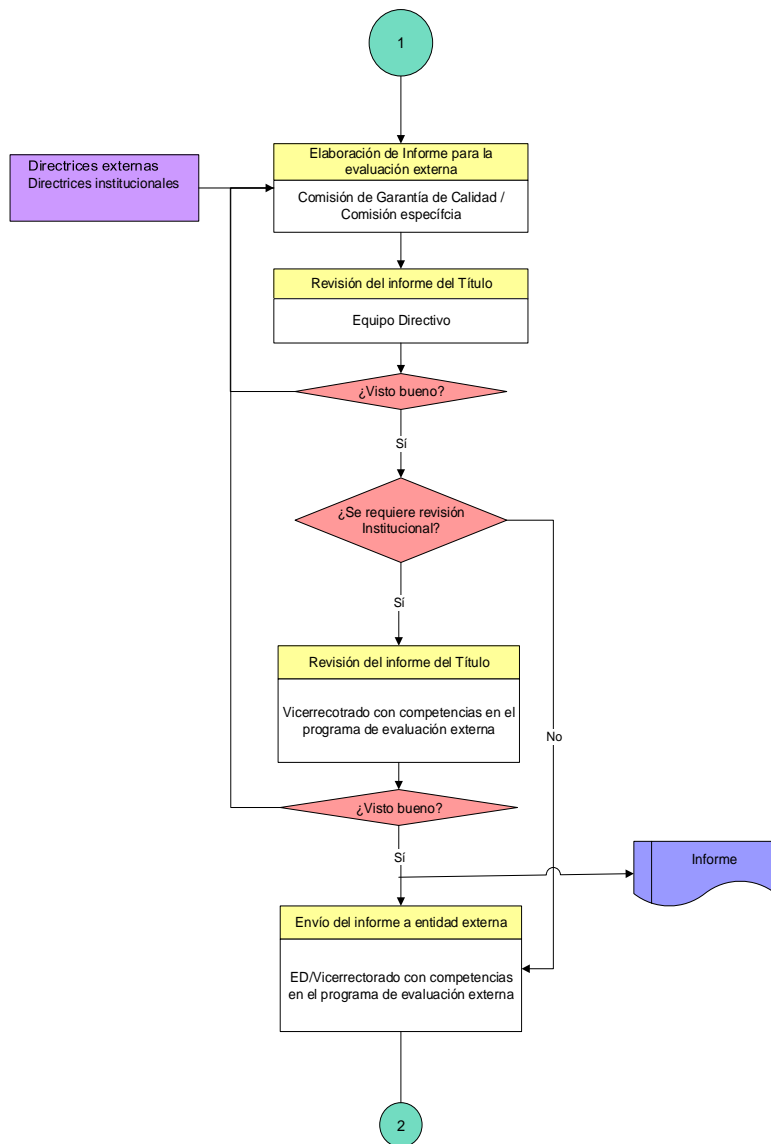 1
Elaboración de Informe para la
evaluación externa
Directrices externas
Directrices institucionales
Comisión de Garantía de Calidad /
Comisión específcia
Revisión del informe del Título
Equipo Directivo
¿Visto bueno?
Sí
¿Se requiere revisión
Institucional?
Sí
Revisión del informe del Título
Vicerrecotrado con competencias en el
programa de evaluación externa
No
¿Visto bueno?
Sí
Informe
Envío del informe a entidad externa
ED/Vicerrectorado con competencias
en el programa de evaluación externa
2